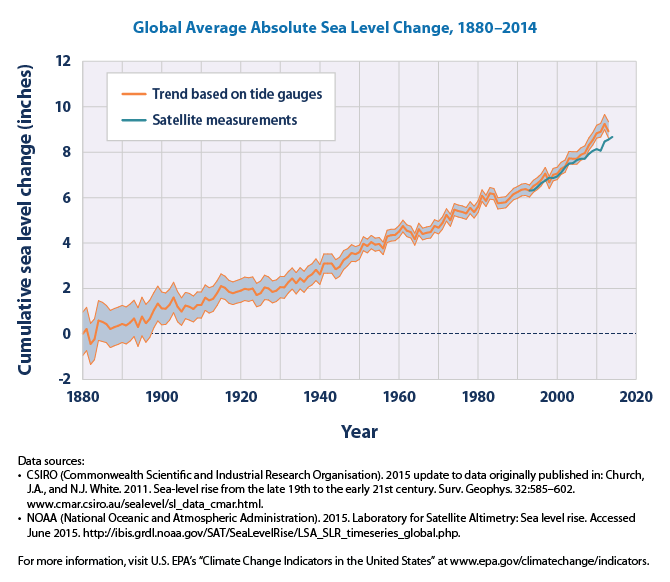 Global Average Absolute Sea Level Change, 1880–2014
Cumulative sea level change (inches)
12
10
8
6
4
2
0
-2
Trend based on tide gauges
Satellite measurements
1880
1900
1920
1940
1960
1980
2000
2020
Year
Data sources:
• CSIRO (Commonwealth Scientific and Industrial Research Organisation). 2015 update to data originally published in: Church,
J.A., and N.J. White. 2011. Sea-level rise from the late 19th to the early 21st century. Surv. Geophys. 32:585–602.
www.cmar.csiro.au/sealevel/sl_data_cmar.html.
• NOAA (National Oceanic and Atmospheric Administration). 2015. Laboratory for Satellite Altimetry: Sea level rise. Accessed
June 2015. http://ibis.grdl.noaa.gov/SAT/SeaLevelRise/LSA_SLR_timeseries_global.php.
For more information, visit U.S. EPA’s “Climate Change Indicators in the United States” at www.epa.gov/climatechange/indicators.